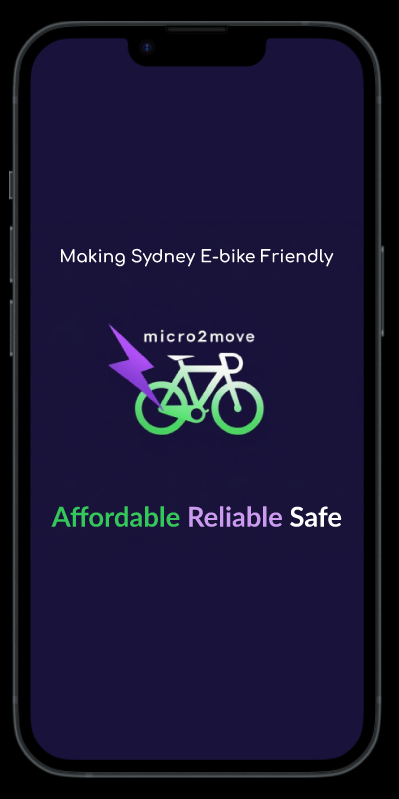 Making Sydney E-bike Friendly
micro2move
Affordable Reliable Safe